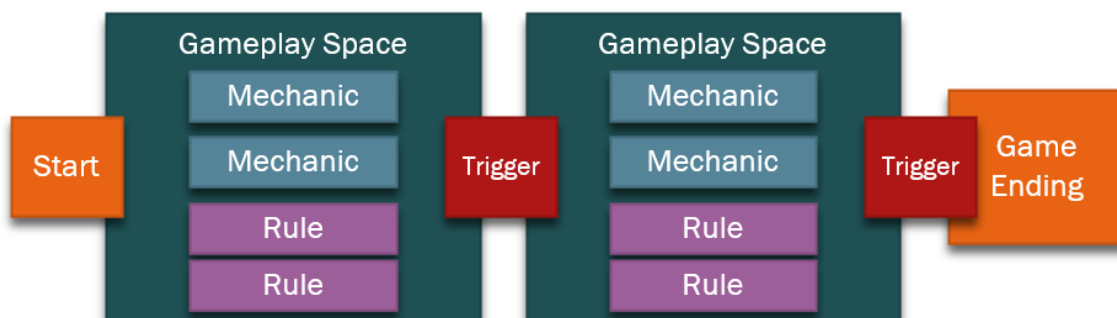 Start
Gameplay Space
Mechanic
Mechanic
Rule
Rule
Trigger
Gameplay Space
Mechanic
Mechanic
Rule
Rule
Trigger
Game
Ending